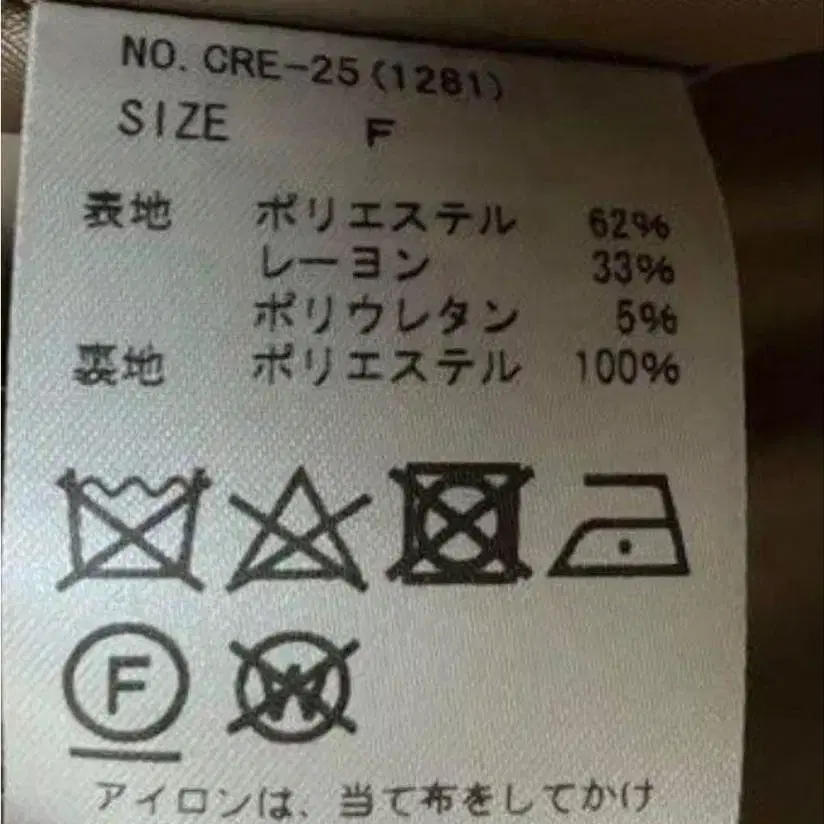 NO. CRE-25(1281)
SIZE F
表地 ポリエステル 62%
レーヨン 33%
ポリウレタン 5%
裏地 ポリエステル 100%
F
W
アイロンは、当て布をしてかけ